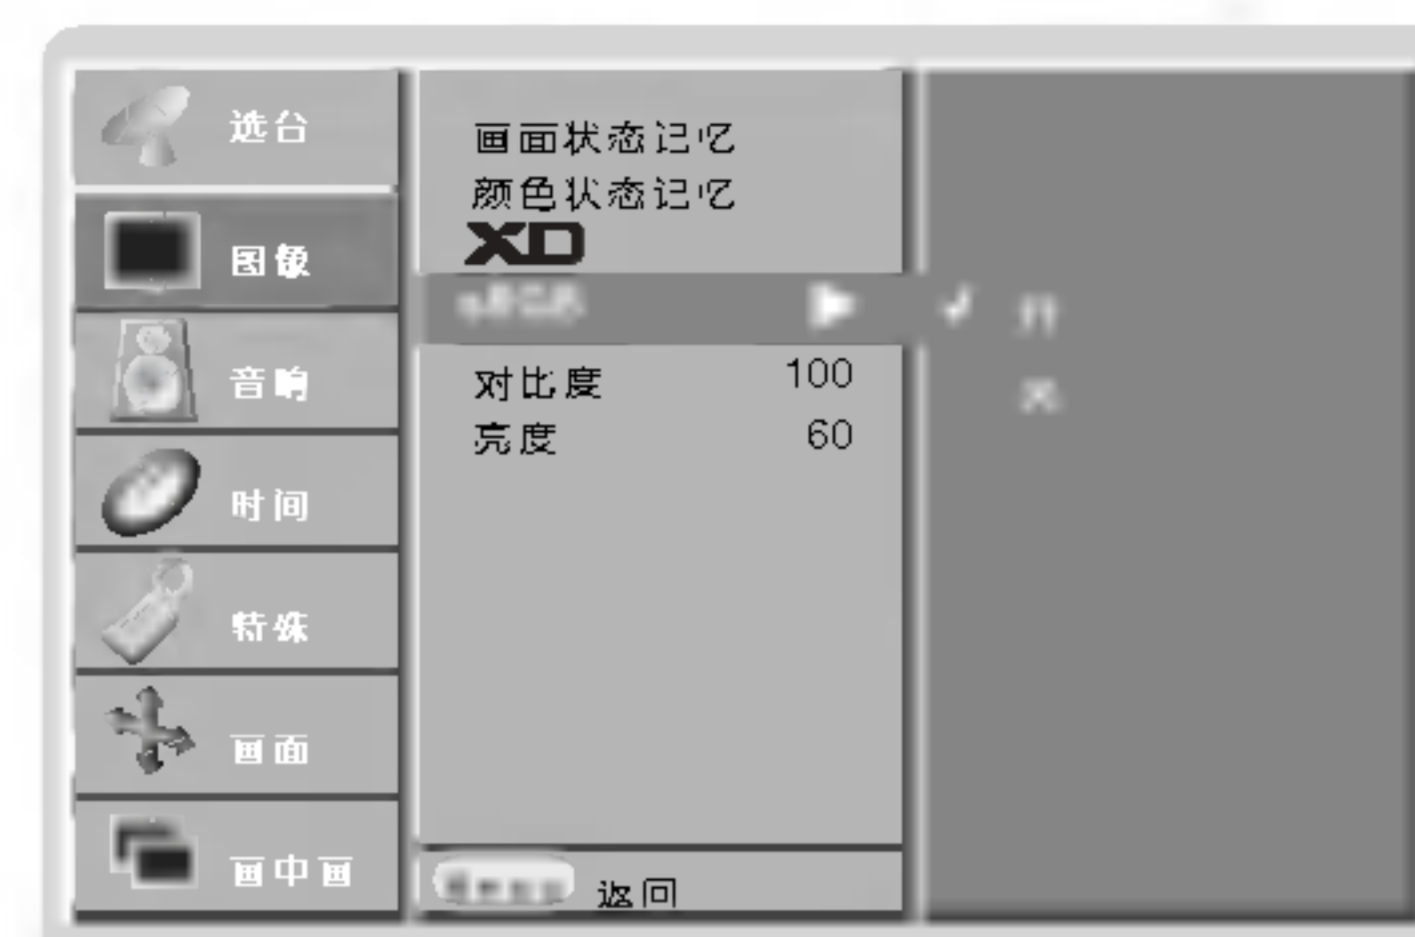 选台
图像
音响
时间
特殊
画面
画中画
画面状态记忆
颜色状态记忆
XD
sRGB
对比度 100
亮度 60
返回
开
关